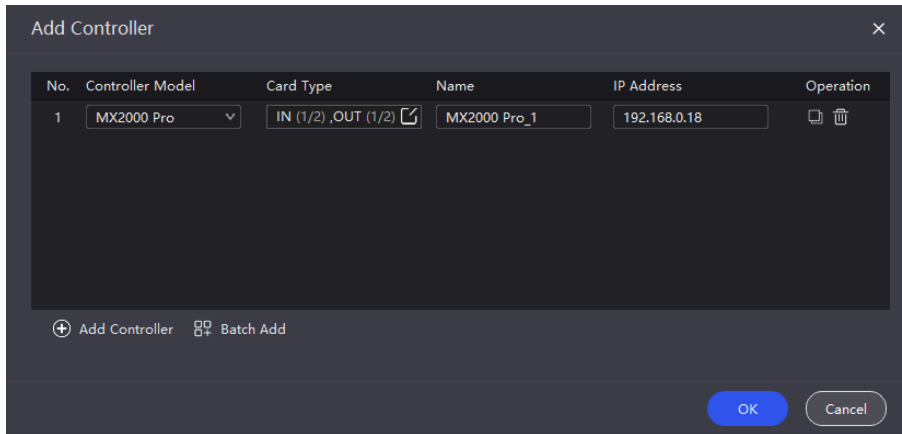 Add Controller
No. Controller Model Card Type Name IP Address Operation
1 MX2000 Pro IN (1/2) ,OUT (1/2) MX2000 Pro_1 192.168.0.18
Add Controller Batch Add
OK Cancel